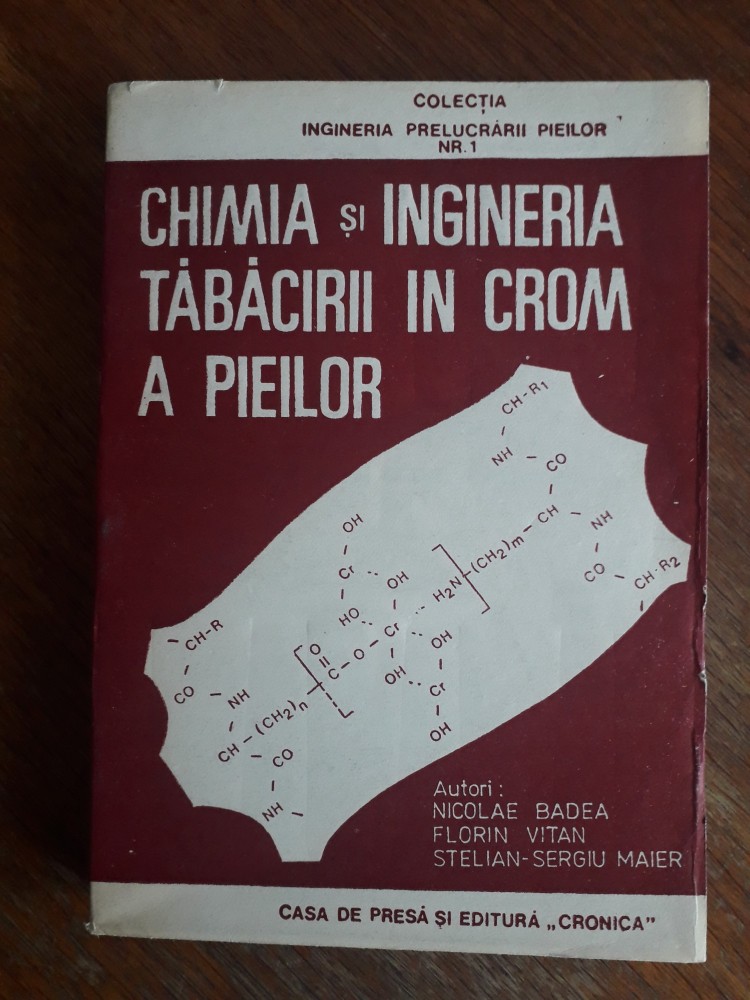 COLECȚIA
INGINERIA PRELUCRĂRII PIEILOR
NR.1
CHIMIA ȘI INGINERIA
TĂBĂCIRII IN CROM
A PIEILOR
CH-R1
NH
CO
CH
NH
CO
CH-R2
(CH2)m
H2N
OH
Cr
OH
HO
Cr
OH
OH
Cr
OH
O
C-O
(CH2)n
CH-R
CO
NH
CH
CO
NH
Autori:
NICOLAE BADEA
FLORIN VITAN
STELIAN-SERGIU MAIER
CASA DE PRESĂ ȘI EDITURĂ „CRONICA"